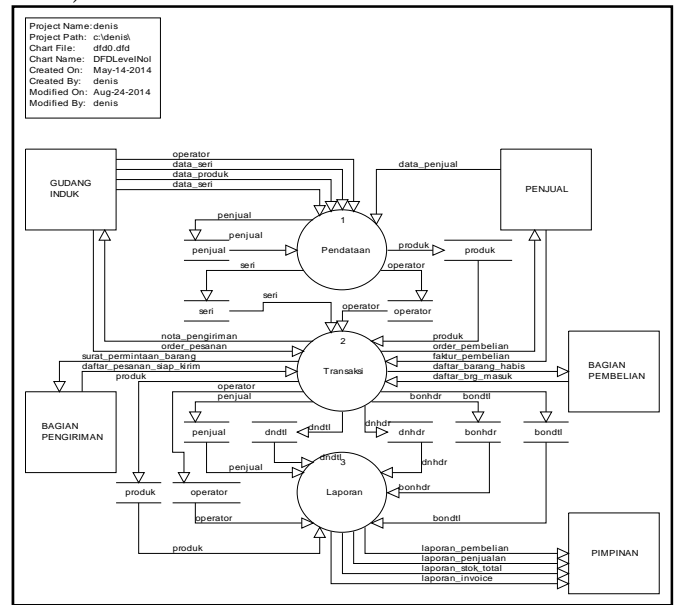 Project Name: denis
Project Path: c:\denis\
Chart File: dfd0.dfd
Chart Name: DFDLevelNol
Created On: May-14-2014
Created By: denis
Modified On: Aug-24-2014
Modified By: denis
operator
data_seri
data_produk
data_seri
data_penjual
GUDANG
INDUK
PENJUAL
1
Pendataan
penjual
penjual
penjual
produk
produk
seri
operator
seri
seri
operator
operator
nota_pengiriman
order_pesanan
surat_permintaan_barang
daftar_pesanan_siap_kirim
produk
2
Transaksi
produk
order_pembelian
faktur_pembelian
daftar_barang_habis
daftar_brg_masuk
BAGIAN
PEMBELIAN
BAGIAN
PENGIRIMAN
operator
penjual
bonhdr
bondtl
penjual
dndtl
dndtl
dnhdr
dnhdr
bonhdr
bondtl
penjual
dndtl
3
dnhdr
Laporan
bonhdr
produk
operator
operator
bondtl
produk
laporan_pembelian
laporan_penjualan
laporan_stok_total
laporan_invoice
PIMPINAN